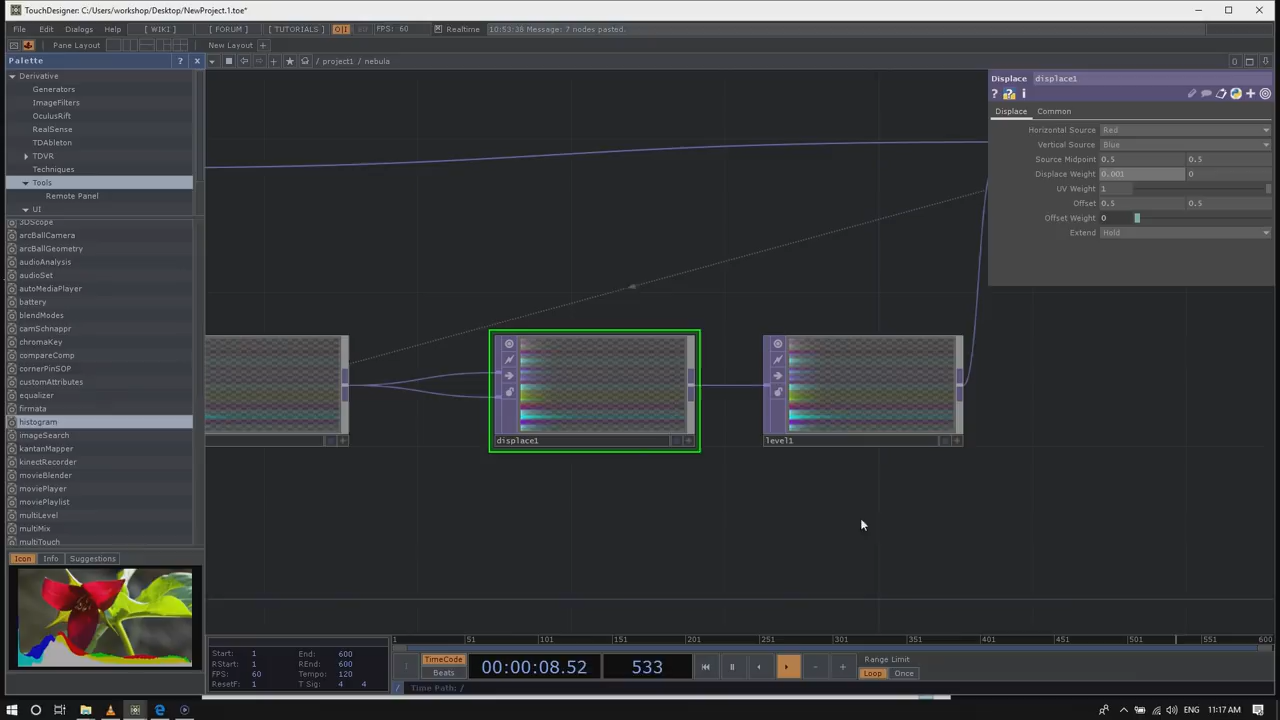 TouchDesigner: C:/Users/workshop/Desktop/NewProject.1.toe*
File Edit Dialogs Help [ WIKI ] [ FORUM ] [ TUTORIALS ] O|I FPS: 60 Realtime 10:53:38 Message: 7 nodes pasted.
Pane Layout New Layout +
Palette ? x / project1 / nebula 0
Derivative
Generators
ImageFilters
OculusRift
RealSense
TDAbleton
TDVR
Techniques
Tools
Remote Panel
UI
3DScope
arcBallCamera
arcBallGeometry
audioAnalysis
audioSet
autoMediaPlayer
battery
blendModes
camSchnappr
chromaKey
compareComp
cornerPinSOP
customAttributes
equalizer
firmata
histogram
imageSearch
kantanMapper
kinectRecorder
movieBlender
moviePlayer
moviePlaylist
multiLevel
multiMix
multiTouch
Icon Info Suggestions
displace1
level1
Displace displace1
? ? i
Displace Common
Horizontal Source Red
Vertical Source Blue
Source Midpoint 0.5 0.5
Displace Weight 0.001 0
UV Weight 1
Offset 0.5 0.5
Offset Weight 0
Extend Hold
1 51 101 151 201 251 301 351 401 451 501 551 600
Start: 1 End: 600
RStart: 1 REnd: 600
FPS: 60 Tempo: 120
ResetF: 1 T Sig: 4 4
TimeCode
Beats
00:00:08.52 533
Range Limit
Loop Once
/ Time Path: /
ENG 11:17 AM